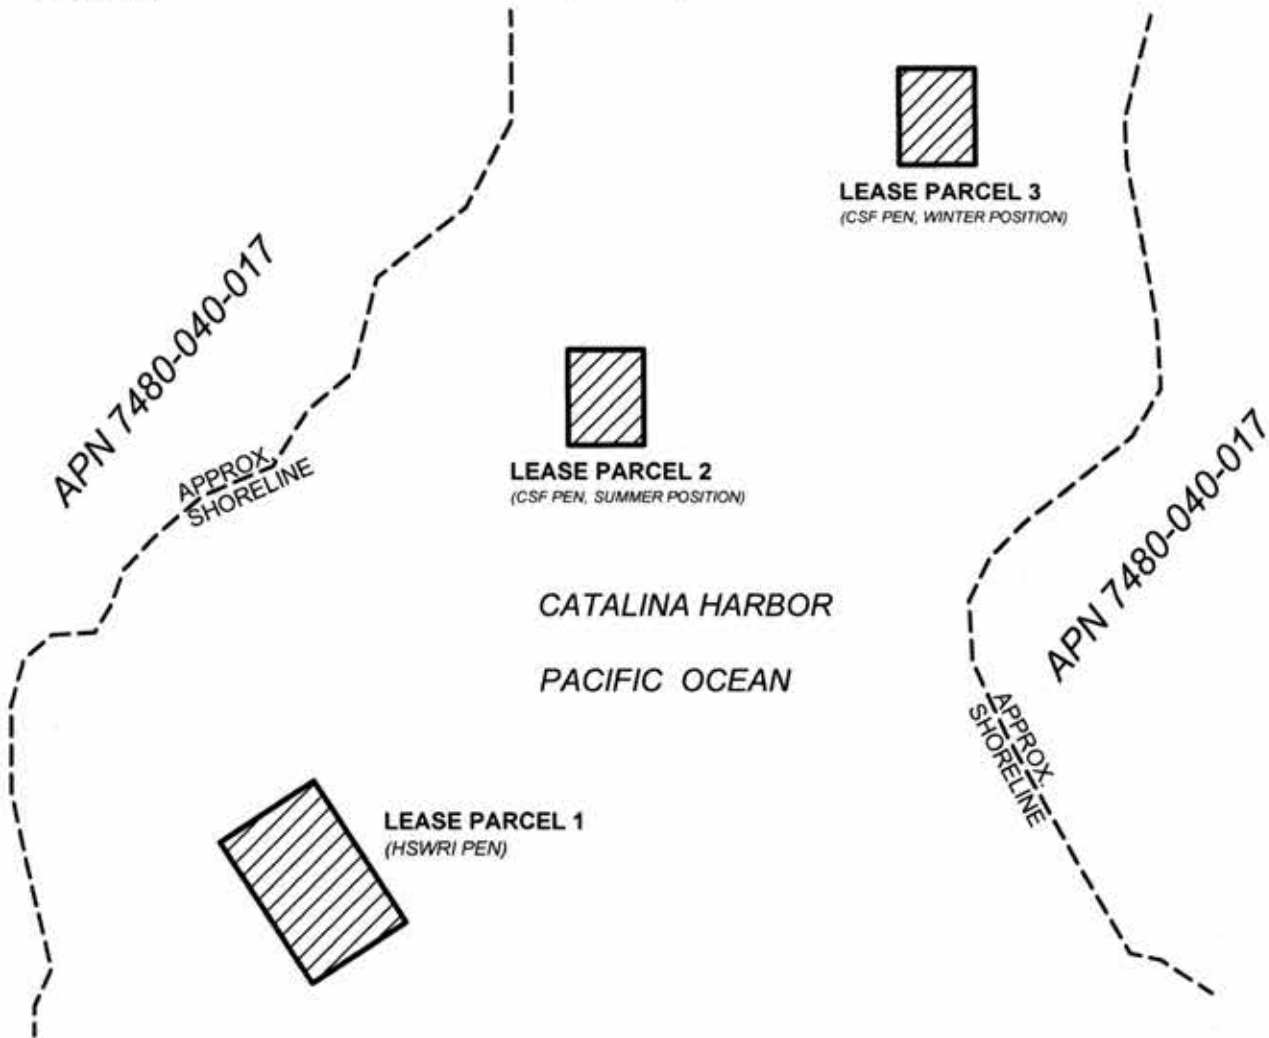 LEASE PARCEL 3
(CSF PEN, WINTER POSITION)
APN 7480-040-017
APPROX.
SHORELINE
LEASE PARCEL 2
(CSF PEN, SUMMER POSITION)
APN 7480-040-017
CATALINA HARBOR
PACIFIC OCEAN
APPROX.
SHORELINE
LEASE PARCEL 1
(HSWRI PEN)